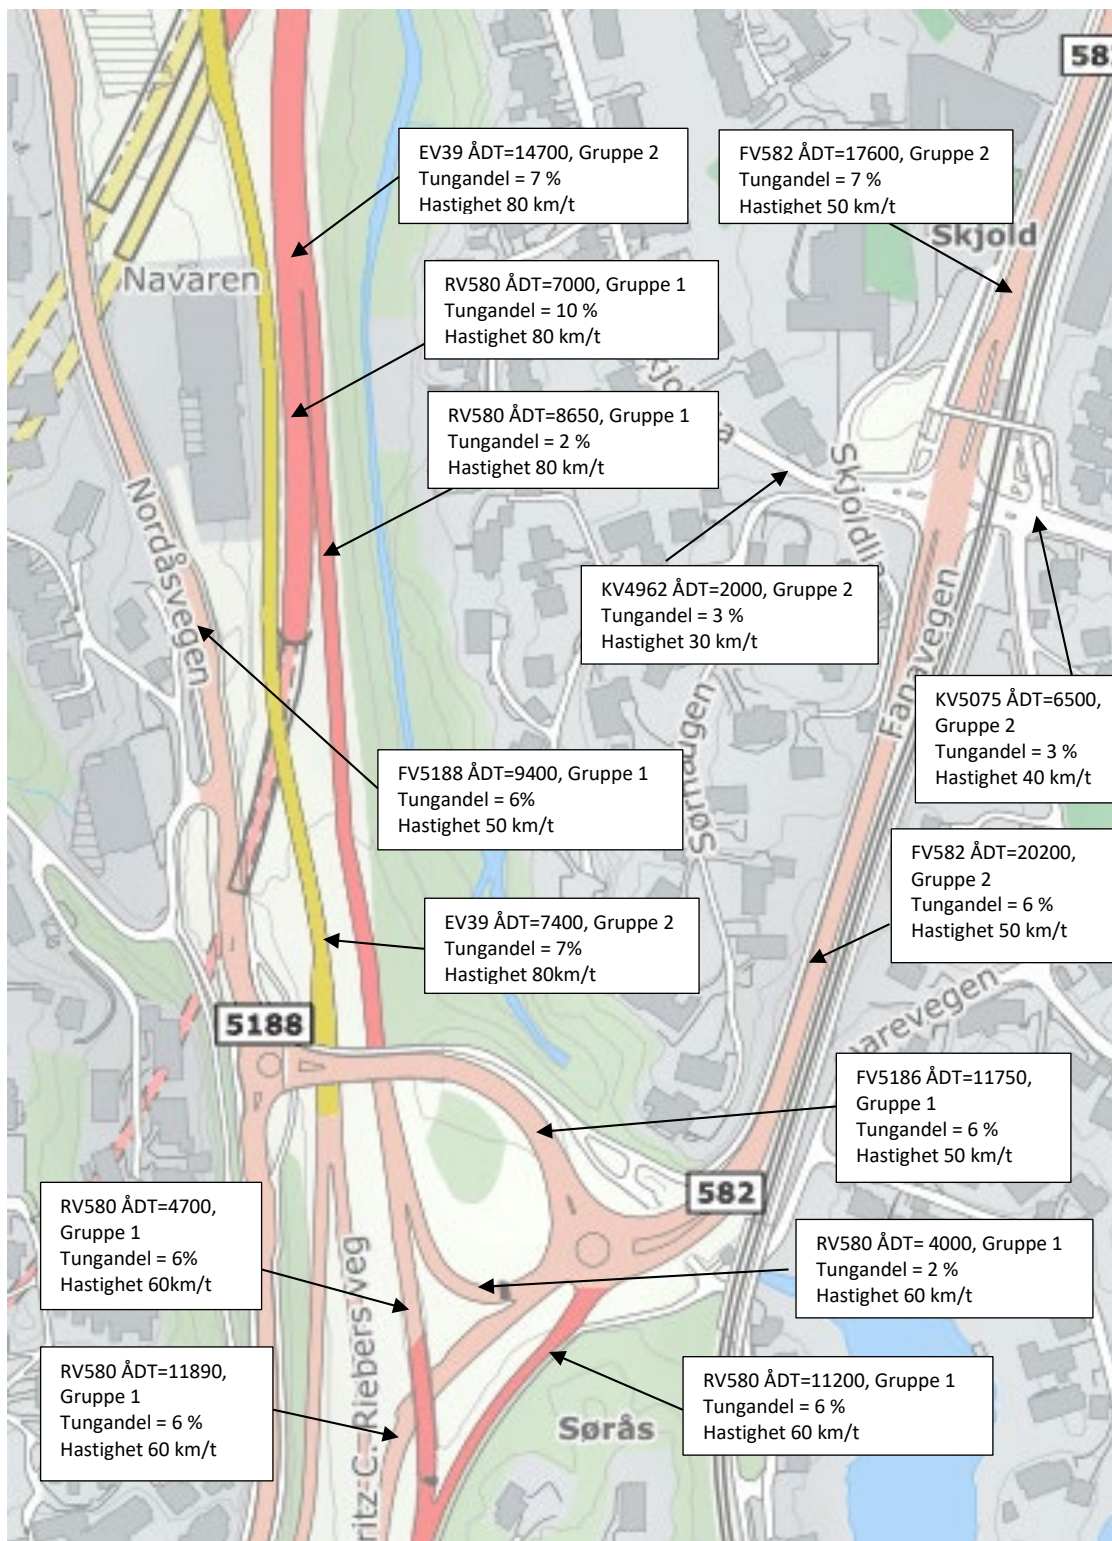 582
EV39 ÅDT=14700, Gruppe 2
Tungandel = 7 %
Hastighet 80 km/t
FV582 ÅDT=17600, Gruppe 2
Tungandel = 7 %
Hastighet 50 km/t
Skjold
Navaren
RV580 ÅDT=7000, Gruppe 1
Tungandel = 10 %
Hastighet 80 km/t
RV580 ÅDT=8650, Gruppe 1
Tungandel = 2 %
Hastighet 80 km/t
Skjoldlia
Nordåsvegen
KV4962 ÅDT=2000, Gruppe 2
Tungandel = 3 %
Hastighet 30 km/t
Fanavegen
KV5075 ÅDT=6500,
Gruppe 2
Tungandel = 3 %
Hastighet 40 km/t
FV5188 ÅDT=9400, Gruppe 1
Tungandel = 6%
Hastighet 50 km/t
Sørhaugen
FV582 ÅDT=20200,
Gruppe 2
Tungandel = 6 %
Hastighet 50 km/t
EV39 ÅDT=7400, Gruppe 2
Tungandel = 7%
Hastighet 80km/t
5188
arevegen
FV5186 ÅDT=11750,
Gruppe 1
Tungandel = 6 %
Hastighet 50 km/t
582
RV580 ÅDT=4700,
Gruppe 1
Tungandel = 6%
Hastighet 60km/t
RV580 ÅDT= 4000, Gruppe 1
Tungandel = 2 %
Hastighet 60 km/t
RV580 ÅDT=11890,
Gruppe 1
Tungandel = 6 %
Hastighet 60 km/t
ritz C. Riebers veg
RV580 ÅDT=11200, Gruppe 1
Tungandel = 6 %
Hastighet 60 km/t
Sørås